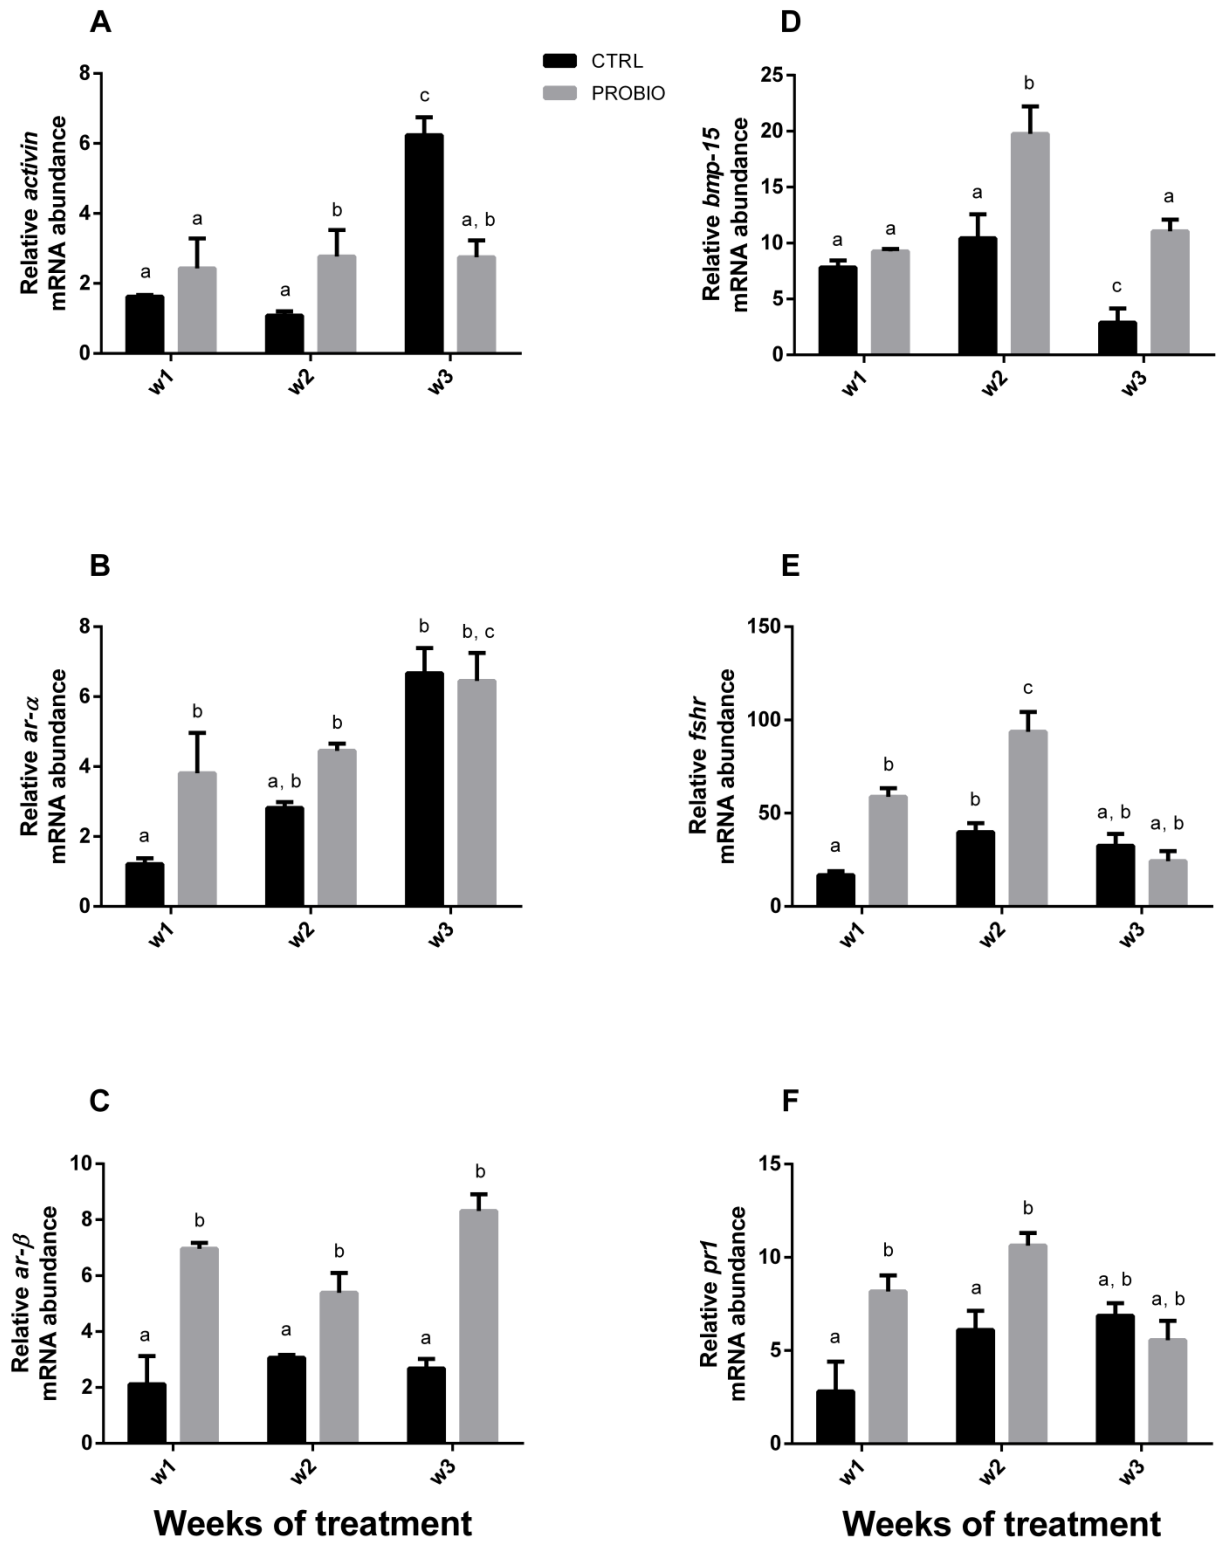 A
CTRL
PROBIO
Relative activin
mRNA abundance
8
6
4
2
0
a
a
a
b
c
a, b
w1
w2
w3
D
Relative bmp-15
mRNA abundance
25
20
15
10
5
0
a
a
a
b
c
a
w1
w2
w3
B
Relative ar-α
mRNA abundance
8
6
4
2
0
a
b
a, b
b
b
b, c
w1
w2
w3
E
Relative fshr
mRNA abundance
150
100
50
0
a
b
b
c
a, b
a, b
w1
w2
w3
C
Relative ar-β
mRNA abundance
10
8
6
4
2
0
a
b
a
b
a
b
w1
w2
w3
Weeks of treatment
F
Relative pr1
mRNA abundance
15
10
5
0
a
b
a
b
a, b
a, b
w1
w2
w3
Weeks of treatment